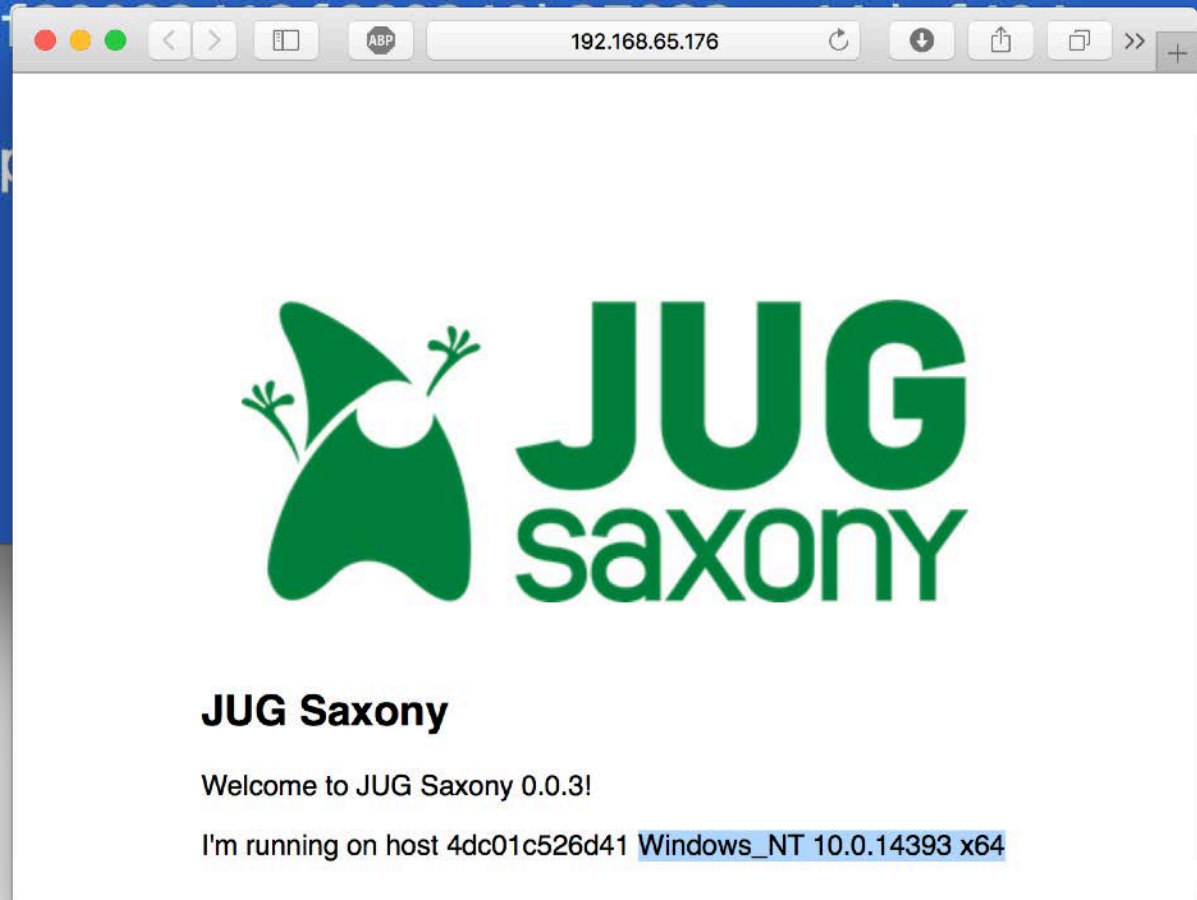 ABP
192.168.65.176
JUG
saxony
JUG Saxony
Welcome to JUG Saxony 0.0.3!
I'm running on host 4dc01c526d41 Windows_NT 10.0.14393 x64